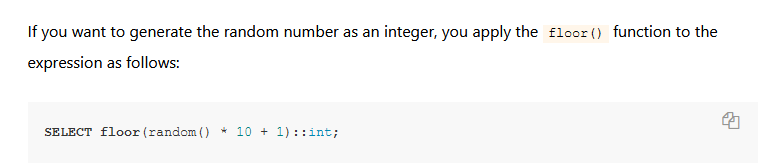 If you want to generate the random number as an integer, you apply the floor() function to the
expression as follows:
SELECT floor(random() * 10 + 1)::int;